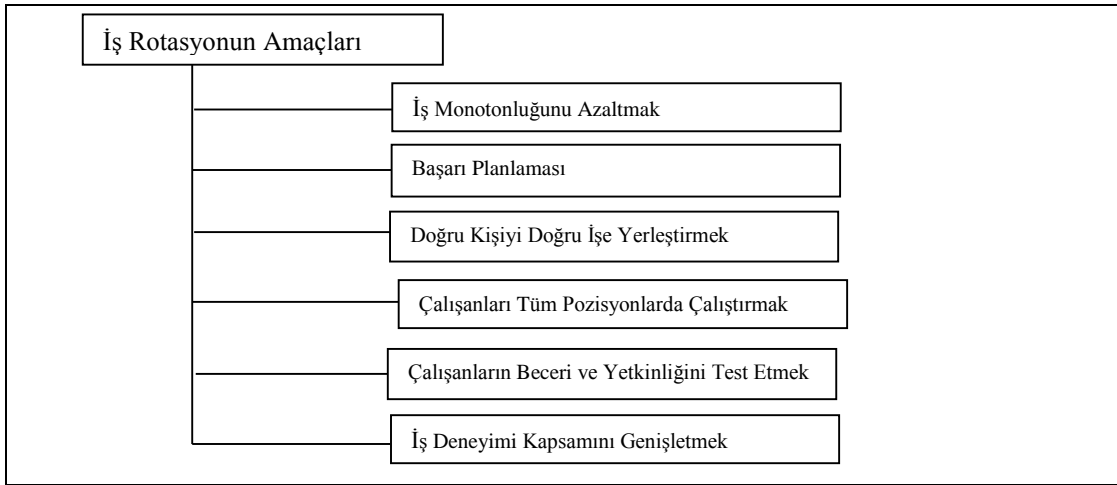 İş Rotasyonun Amaçları
İş Monotonluğunu Azaltmak
Başarı Planlaması
Doğru Kişiyi Doğru İşe Yerleştirmek
Çalışanları Tüm Pozisyonlarda Çalıştırmak
Çalışanların Beceri ve Yetkinliğini Test Etmek
İş Deneyimi Kapsamını Genişletmek